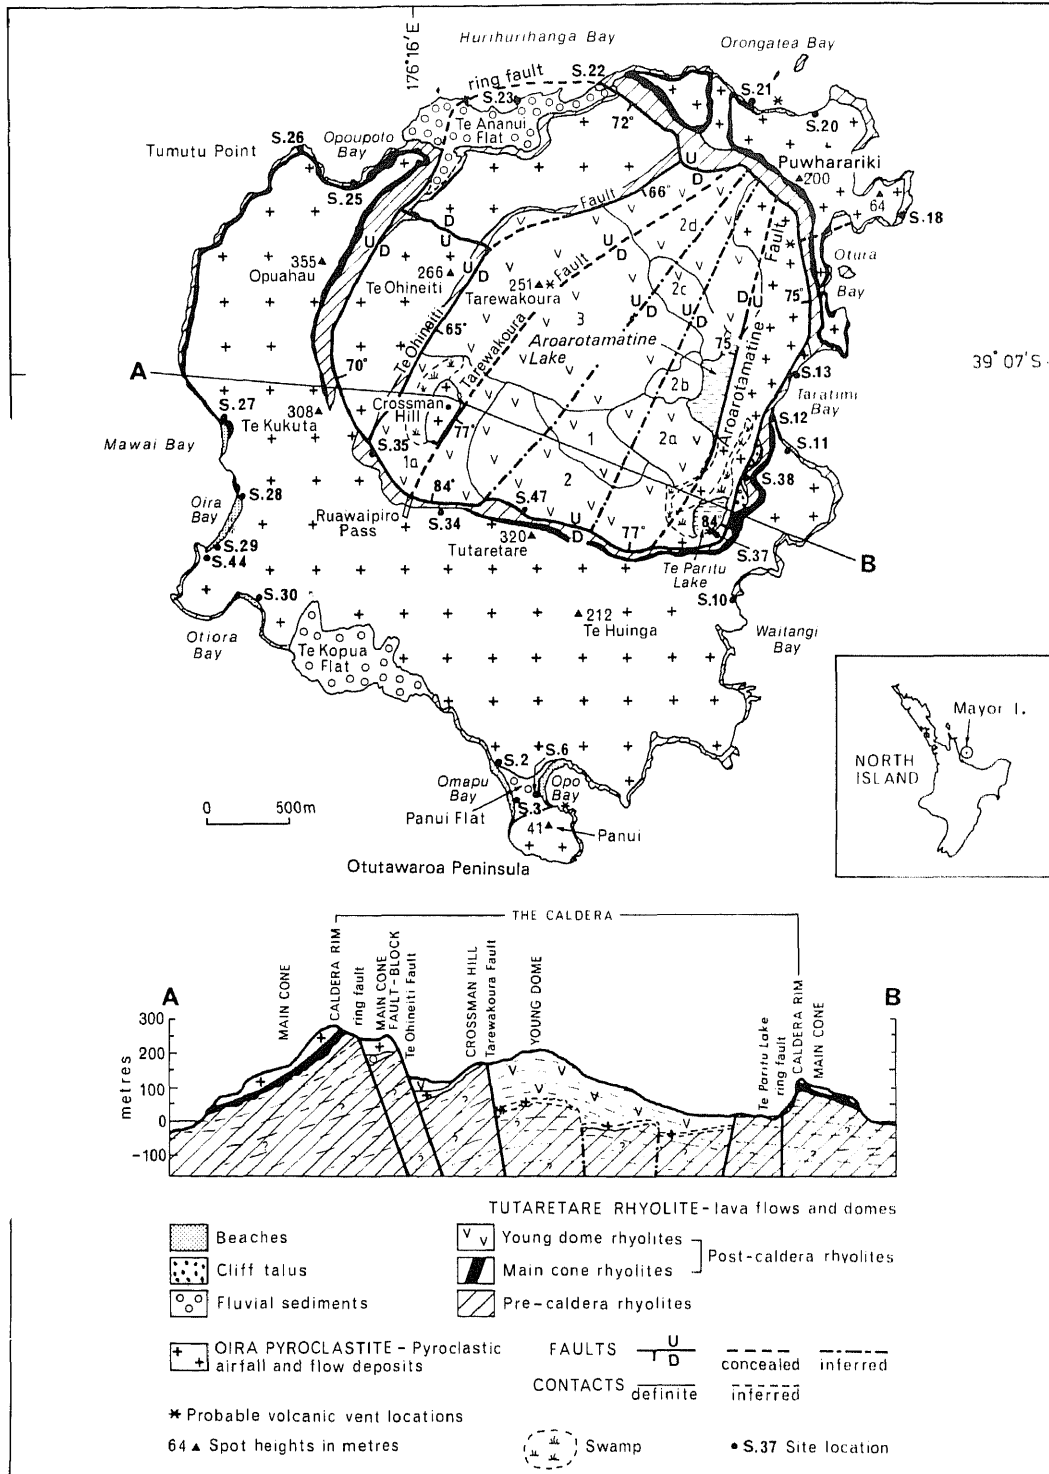 176°16'E
Hurihurihanga Bay
Orongatea Bay
ring fault
S.22
S.21
S.23
Te Ananui
Flat
S.20
72°
S.26
Opoupoto
Bay
Tumutu Point
S.25
Puwharariki
200
64
S.18
U
D
66°
Fault
2d
Fault
Otura
Bay
355
Opuahau
U
D
D
U
266
Te Ohineiti
U
D
251
Tarewakoura
Fault
U
D
2c
U
D
U
D
D
U
75°
3
Aroarotamatine
Lake
65°
Te Ohineiti
Tarewakoura
75
39° 07'S
A
70°
2b
Aroarotamatine
S.13
Taratimi
Bay
S.27
308
Te Kukuta
Crossman
Hill
S.12
Mawai Bay
S.35
1a
77°
1
2a
S.11
S.38
S.28
84°
2
Oira
Bay
S.47
84°
Ruawaipiro
Pass
S.34
U
D
77°
S.37
320
Tutaretare
S.29
S.44
Te Paritu
Lake
B
S.30
S.10
212
Te Huinga
Otiora
Bay
Waitangi
Bay
Te Kopua
Flat
Mayor I.
NORTH
ISLAND
S.2
S.6
Omapu
Bay
Opo
Bay
0 500m
S.3
Panui Flat
41
Panui
Otutawaroa Peninsula
THE CALDERA
A
MAIN CONE
CALDERA RIM
ring fault
MAIN CONE
FAULT-BLOCK
Te Ohineiti Fault
CROSSMAN HILL
Tarewakoura Fault
YOUNG DOME
Te Paritu Lake
ring fault
CALDERA RIM
MAIN CONE
B
300
200
100
0
-100
metres
TUTARETARE RHYOLITE - lava flows and domes
Beaches
Young dome rhyolites
Post-caldera rhyolites
Cliff talus
Main cone rhyolites
Fluvial sediments
Pre-caldera rhyolites
OIRA PYROCLASTITE - Pyroclastic
airfall and flow deposits
FAULTS
U
D
concealed inferred
CONTACTS definite inferred
Probable volcanic vent locations
64 Spot heights in metres
Swamp
S.37 Site location